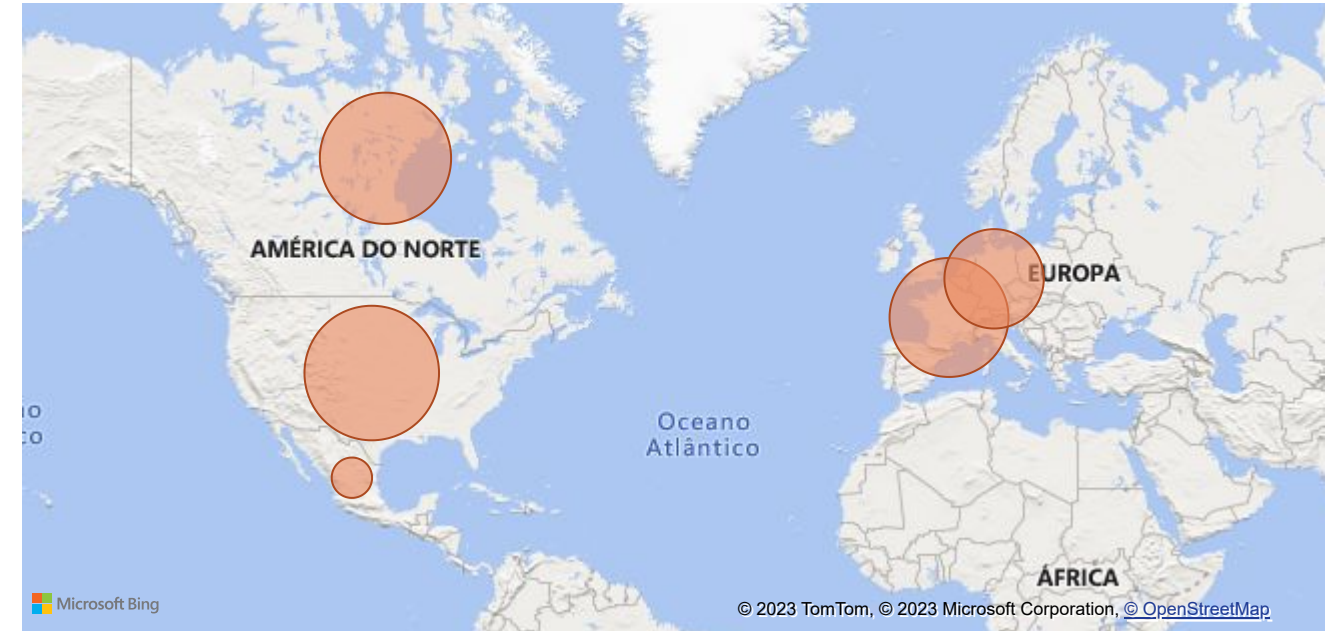 AMÉRICA DO NORTE
EUROPA
Oceano
Atlântico
ÁFRICA
Microsoft Bing
© 2023 TomTom, © 2023 Microsoft Corporation, © OpenStreetMap